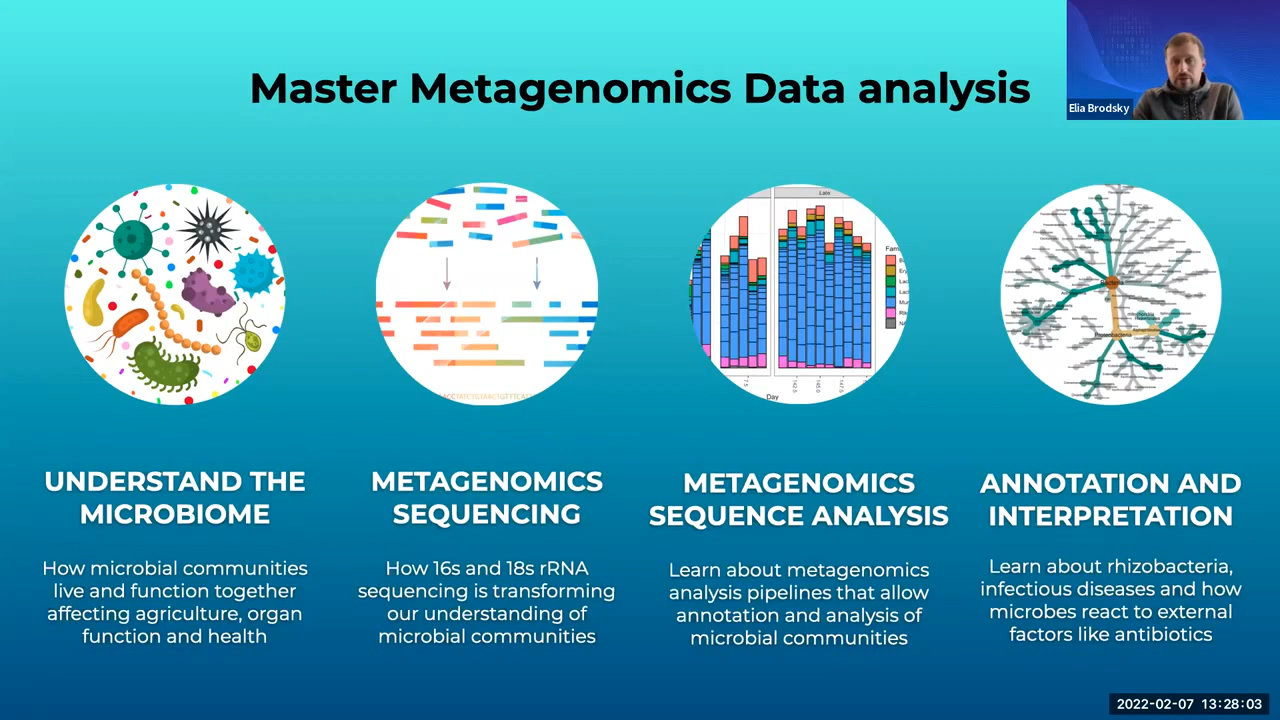 Master Metagenomics Data analysis
Elia Brodsky
Late
Day
Bacteria
Proteobacteria
UNDERSTAND THE
MICROBIOME
How microbial communities
live and function together
affecting agriculture, organ
function and health
METAGENOMICS
SEQUENCING
How 16s and 18s rRNA
sequencing is transforming
our understanding of
microbial communities
METAGENOMICS
SEQUENCE ANALYSIS
Learn about metagenomics
analysis pipelines that allow
annotation and analysis of
microbial communities
ANNOTATION AND
INTERPRETATION
Learn about rhizobacteria,
infectious diseases and how
microbes react to external
factors like antibiotics
2022-02-07 13:28:03